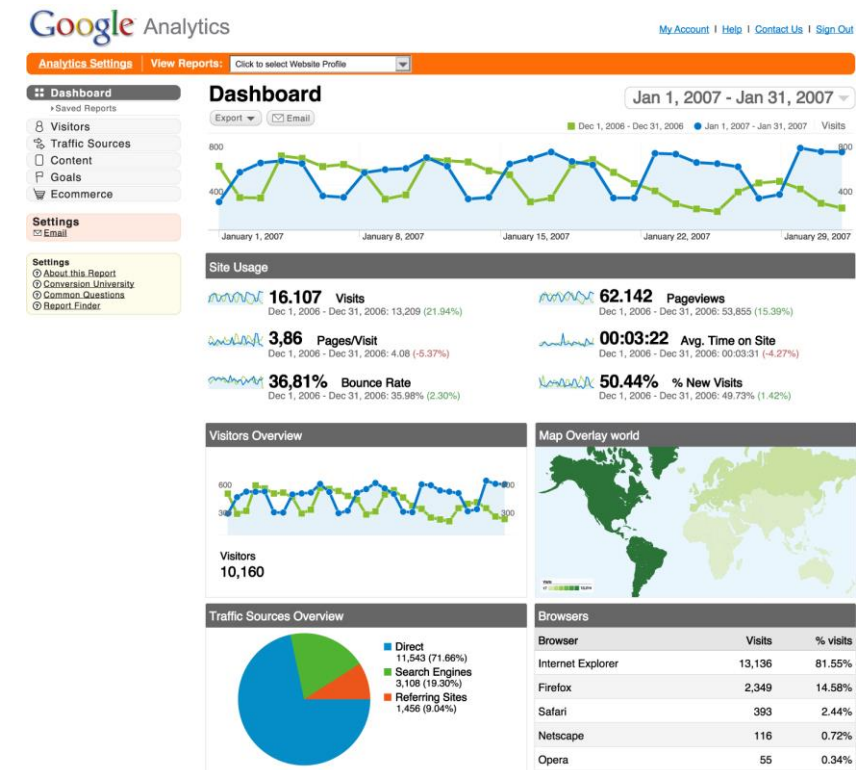 Google Analytics
My Account | Help | Contact Us | Sign Out
Analytics Settings | View Reports: Click to select Website Profile
Dashboard
Saved Reports
Visitors
Traffic Sources
Content
Goals
Ecommerce
Settings
Email
Settings
About this Report
Conversion University
Common Questions
Report Finder
Dashboard
Jan 1, 2007 - Jan 31, 2007
Export Email
Dec 1, 2006 - Dec 31, 2006 Jan 1, 2007 - Jan 31, 2007 Visits
800 800
400 400
January 1, 2007 January 8, 2007 January 15, 2007 January 22, 2007 January 29, 2007
Site Usage
16.107 Visits
Dec 1, 2006 - Dec 31, 2006: 13,209 (21.94%)
62.142 Pageviews
Dec 1, 2006 - Dec 31, 2006: 53,855 (15.39%)
3,86 Pages/Visit
Dec 1, 2006 - Dec 31, 2006: 4.08 (-5.37%)
00:03:22 Avg. Time on Site
Dec 1, 2006 - Dec 31, 2006: 00:03:31 (-4.27%)
36,81% Bounce Rate
Dec 1, 2006 - Dec 31, 2006: 35.98% (2.30%)
50.44% % New Visits
Dec 1, 2006 - Dec 31, 2006: 49.73% (1.42%)
Visitors Overview
600 600
300 300
Visitors
10,160
Map Overlay world
Traffic Sources Overview
Direct
11,543 (71.66%)
Search Engines
3,108 (19.30%)
Referring Sites
1,456 (9.04%)
Browsers
Browser Visits % visits
Internet Explorer 13,136 81.55%
Firefox 2,349 14.58%
Safari 393 2.44%
Netscape 116 0.72%
Opera 55 0.34%